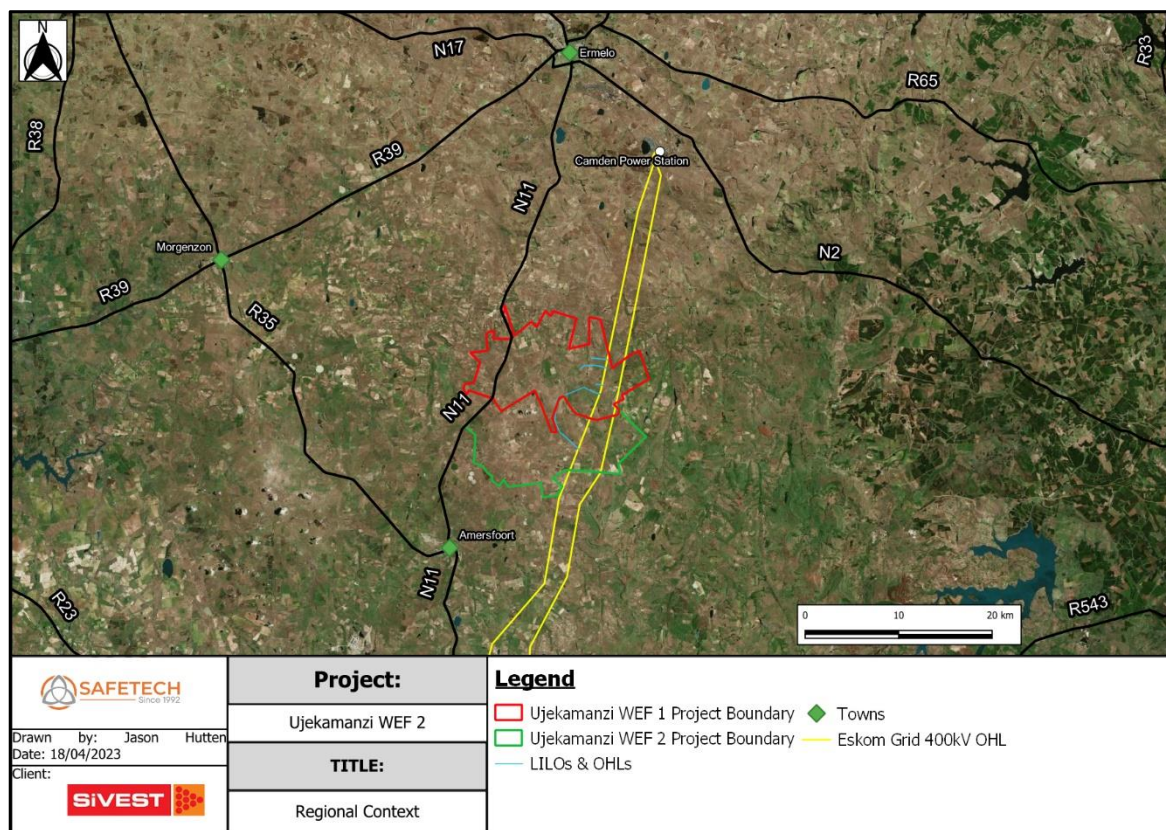 N
N17
Ermelo
R33
R65
R38
R39
Camden Power Station
N11
Morgenzon
N2
R39
R35
N11
Amersfoort
N11
R23
0 10 20 km
R543
SAFETECH
Since 1992
Drawn by: Jason Hutten
Date: 18/04/2023
Client:
SiVEST
Project:
Ujekamanzi WEF 2
TITLE:
Regional Context
Legend
Ujekamanzi WEF 1 Project Boundary
Ujekamanzi WEF 2 Project Boundary
LILOs & OHLs
Towns
Eskom Grid 400kV OHL